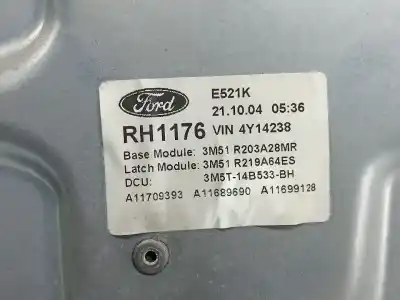 Ford E521K
21.10.04 05:36
RH1176 VIN 4Y14238
Base Module: 3M51 R203A28MR
Latch Module: 3M51 R219A64ES
DCU: 3M5T-14B533-BH
A11709393 A11689690 A11699128